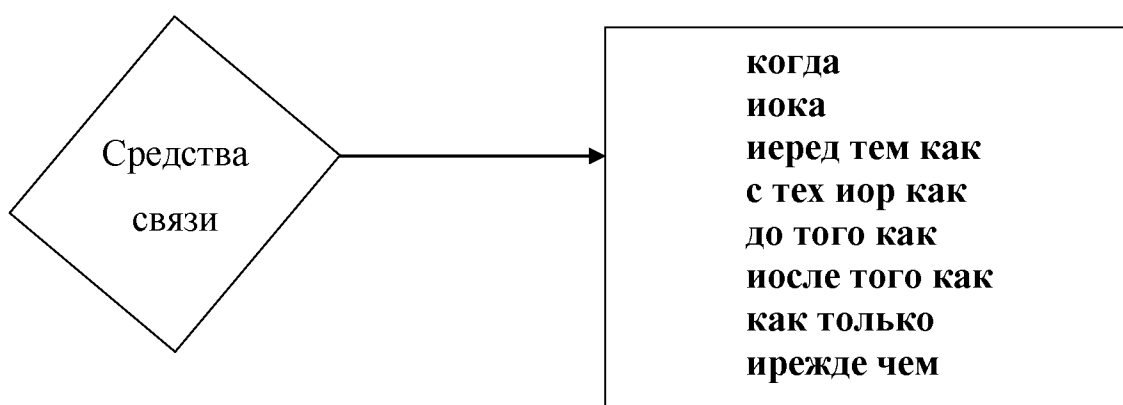 Средства
связи
когда
иока
иеред тем как
с тех иор как
до того как
иосле того как
как только
ирежде чем